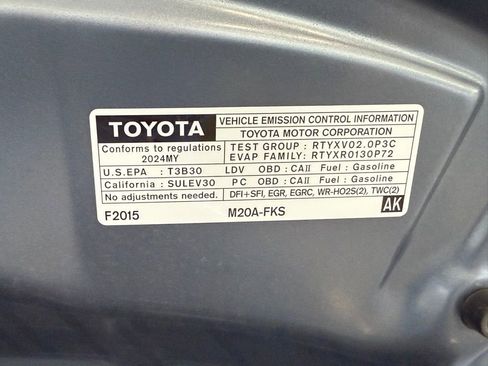 TOYOTA
VEHICLE EMISSION CONTROL INFORMATION
TOYOTA MOTOR CORPORATION
Conforms to regulations
2024MY
TEST GROUP : RTYXV02.0P3C
EVAP FAMILY: RTYXR0130P72
U.S.EPA : T3B30 LDV OBD : CAII Fuel : Gasoline
California : SULEV30 PC OBD : CAII Fuel : Gasoline
No adjustments needed. DFI+SFI, EGR, EGRC, WR-HO2S(2), TWC(2)
F2015 M20A-FKS AK